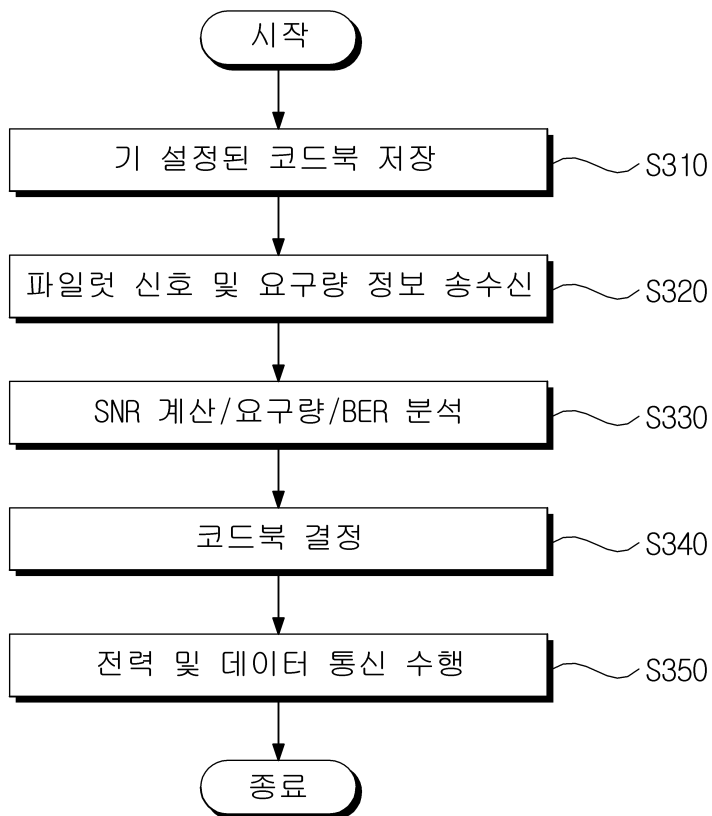 시작
기 설정된 코드북 저장
S310
파일럿 신호 및 요구량 정보 송수신
S320
SNR 계산/요구량/BER 분석
S330
코드북 결정
S340
전력 및 데이터 통신 수행
S350
종료